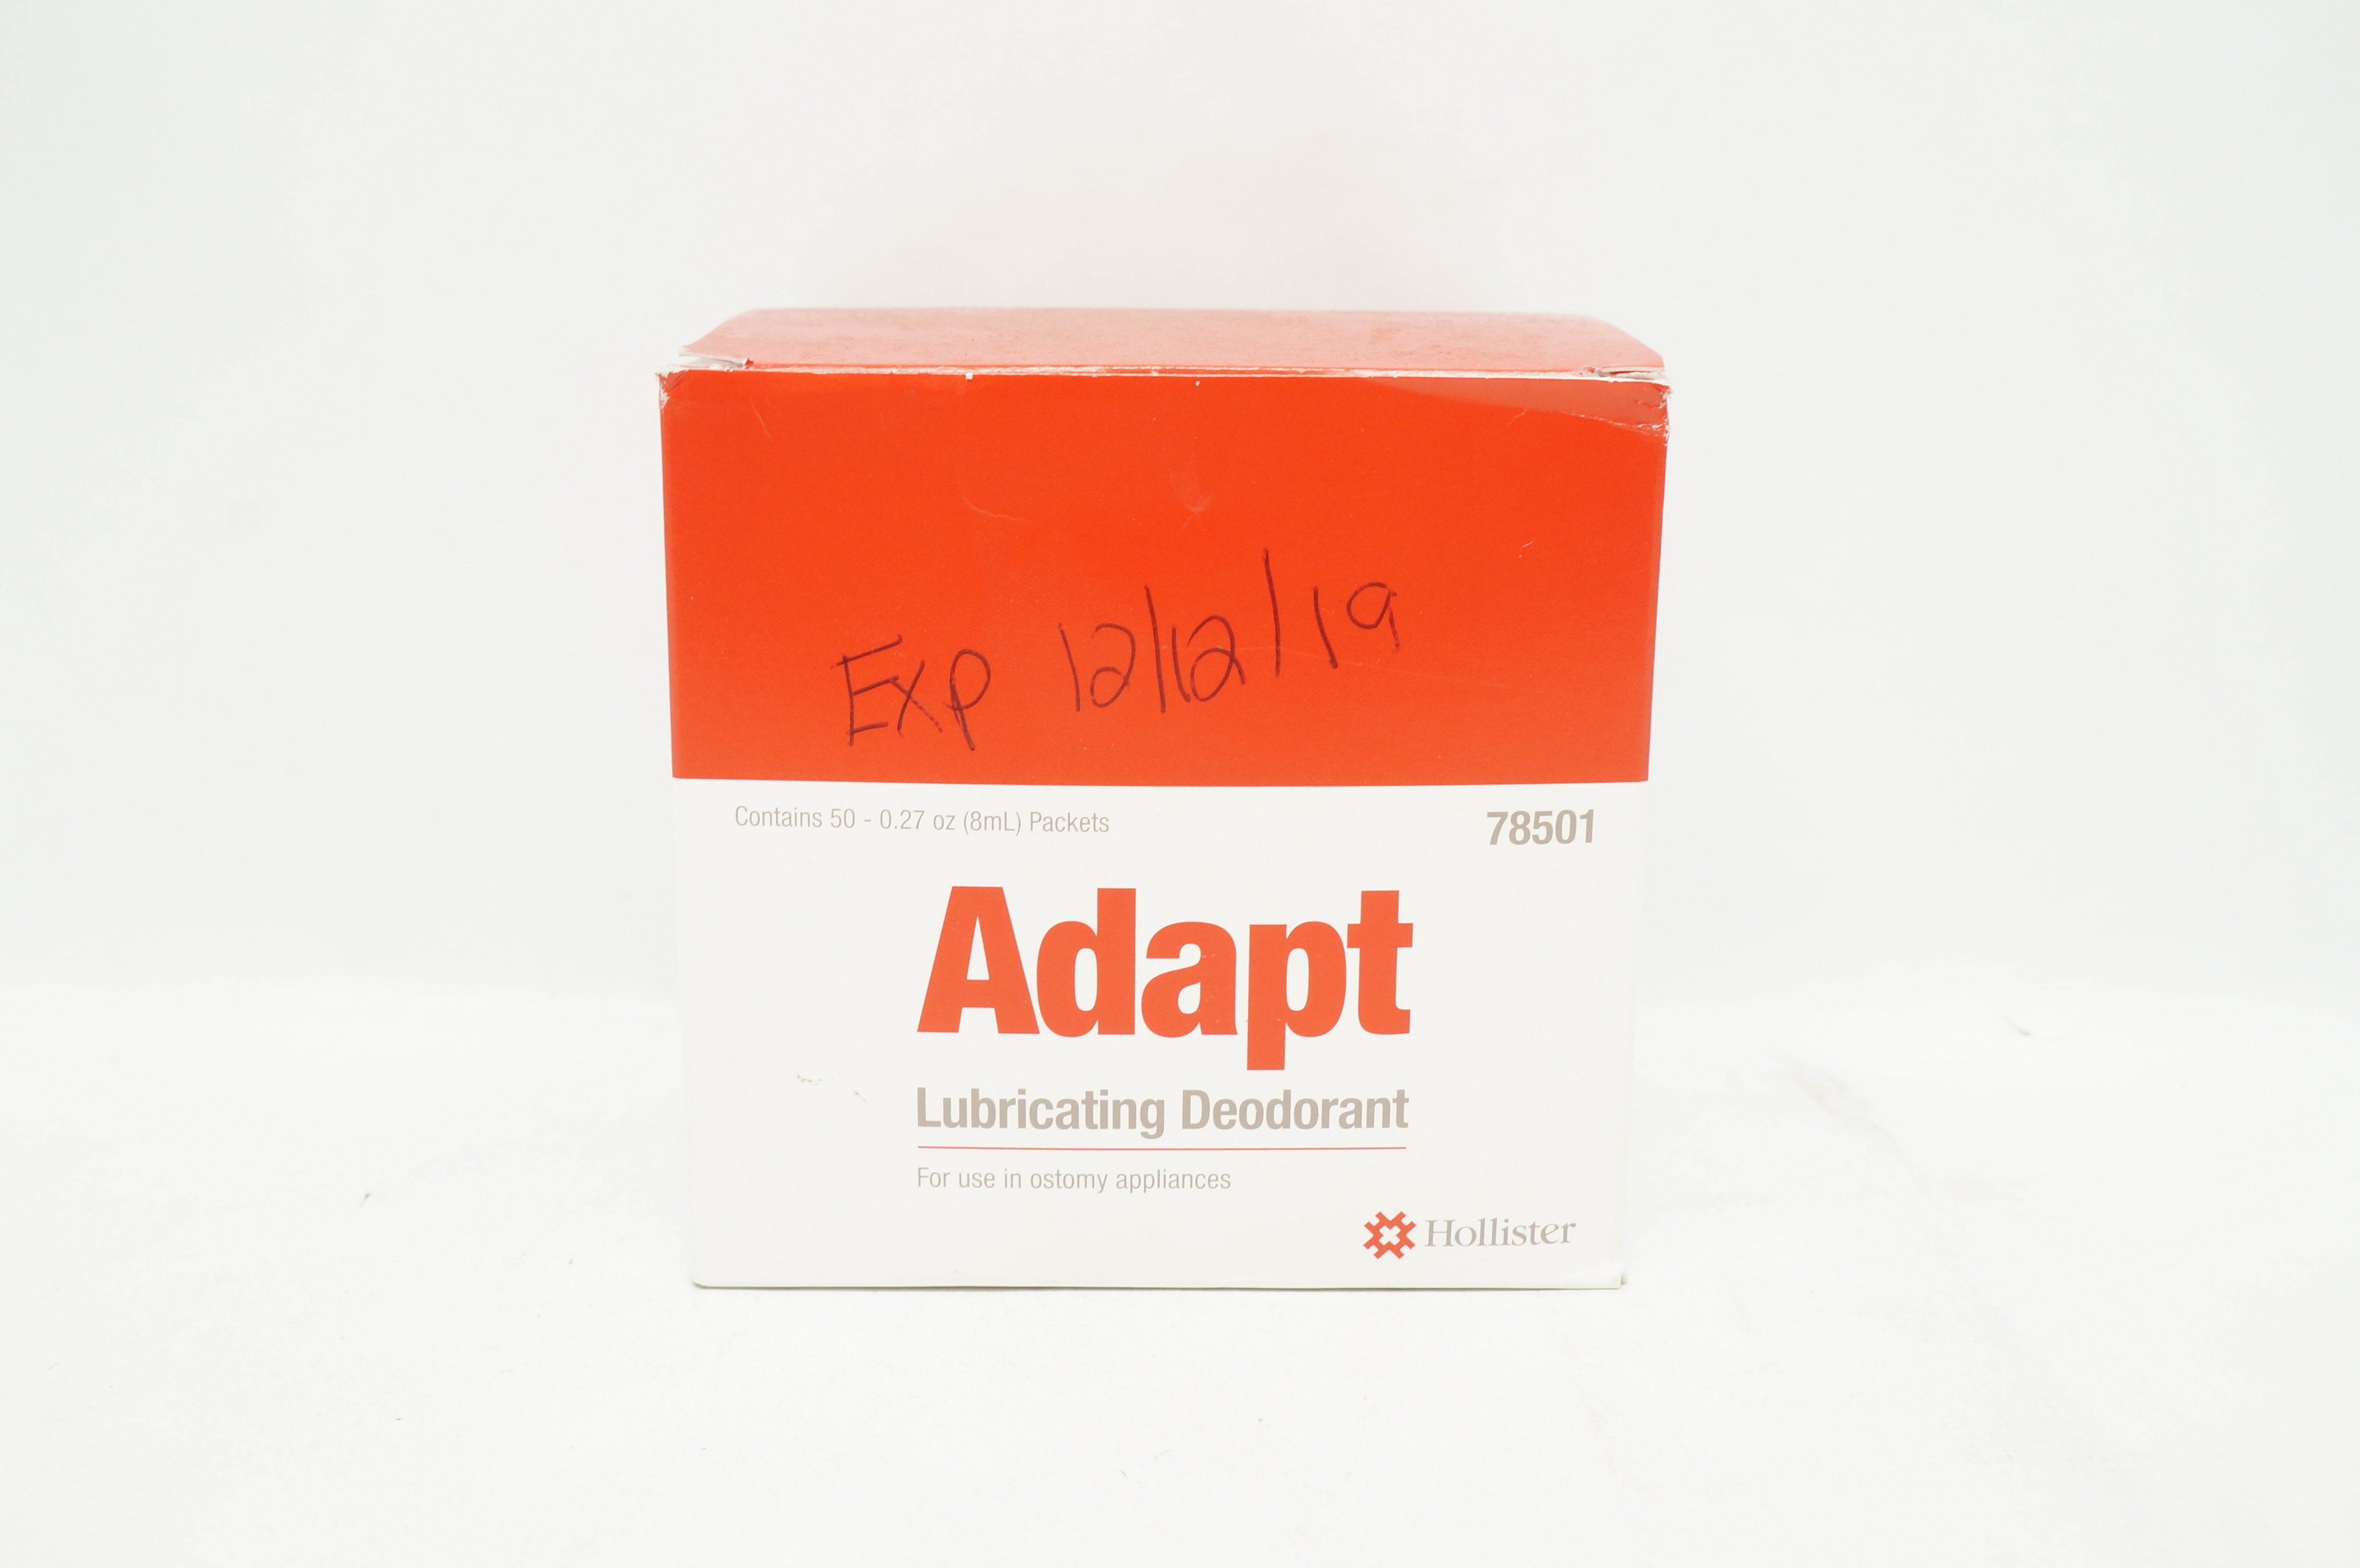 Exp 12/12/19
Contains 50 - 0.27 oz (8mL) Packets
78501
Adapt
Lubricating Deodorant
For use in ostomy appliances
Hollister